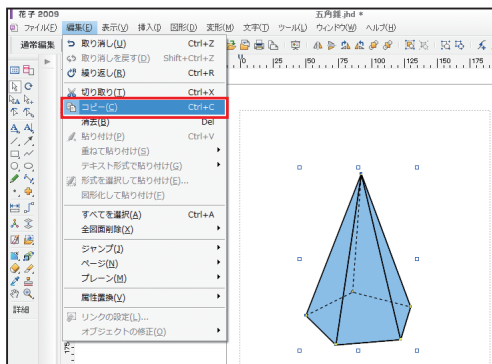 花子 2009
五角錐.jhd *
ファイル(F) 編集(E) 表示(V) 挿入(I) 図形(D) 変形(M) 文字(T) ツール(L) ウィンドウ(W) ヘルプ(H)
通常編集
取り消し(U) Ctrl+Z
取り消しを戻す(D) Shift+Ctrl+Z
繰り返し(R) Ctrl+R
切り取り(T) Ctrl+X
コピー(C) Ctrl+C
消去(B) Del
貼り付け(P) Ctrl+V
重ねて貼り付け(S)
テキスト形式で貼り付け(G)
形式を選択して貼り付け(E)...
図形化して貼り付け(F)
すべてを選択(A) Ctrl+A
全図面削除(X)
ジャンプ(J)
ページ(N)
プレーン(M)
属性置換(V)
リンクの設定(L)...
オブジェクトの修正(O)
詳細
0 25 50 75 100 125 150 175
175